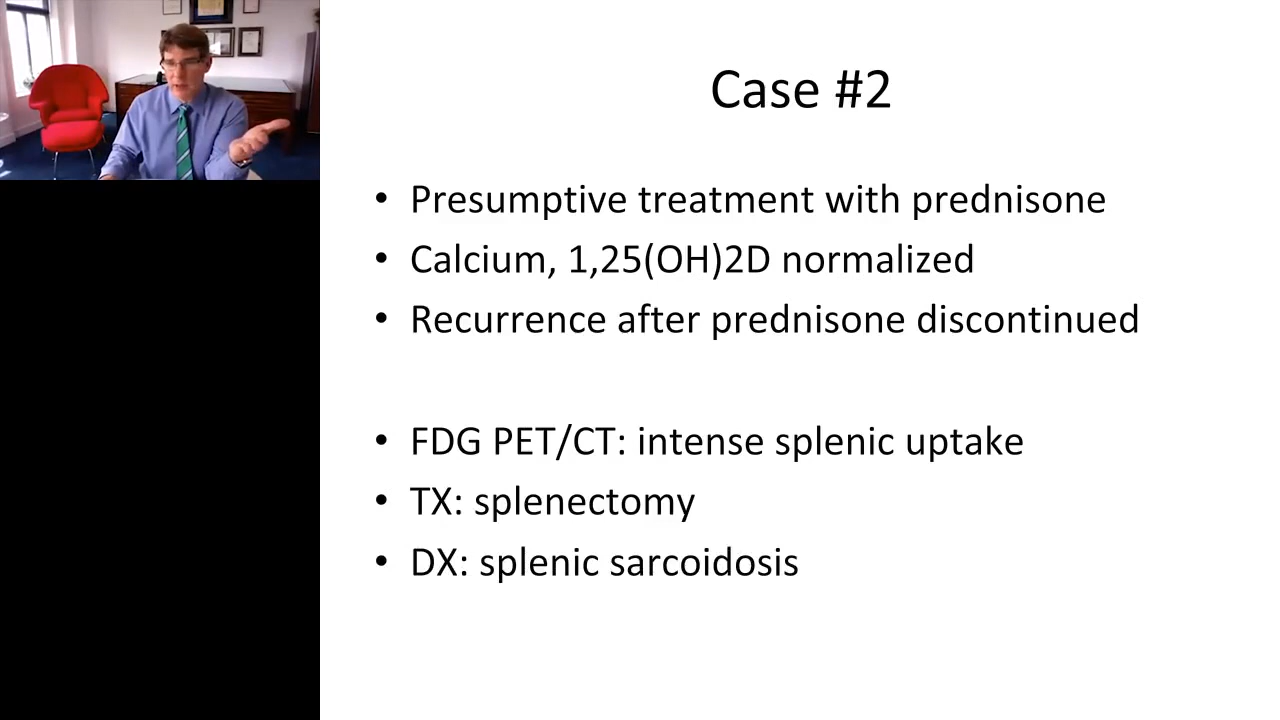 Case #2
• Presumptive treatment with prednisone
• Calcium, 1,25(OH)2D normalized
• Recurrence after prednisone discontinued
• FDG PET/CT: intense splenic uptake
• TX: splenectomy
• DX: splenic sarcoidosis